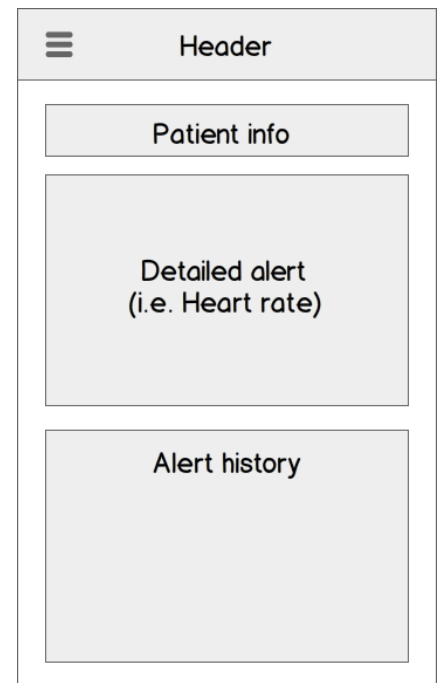 Header
Patient info
Detailed alert
(i.e. Heart rate)
Alert history